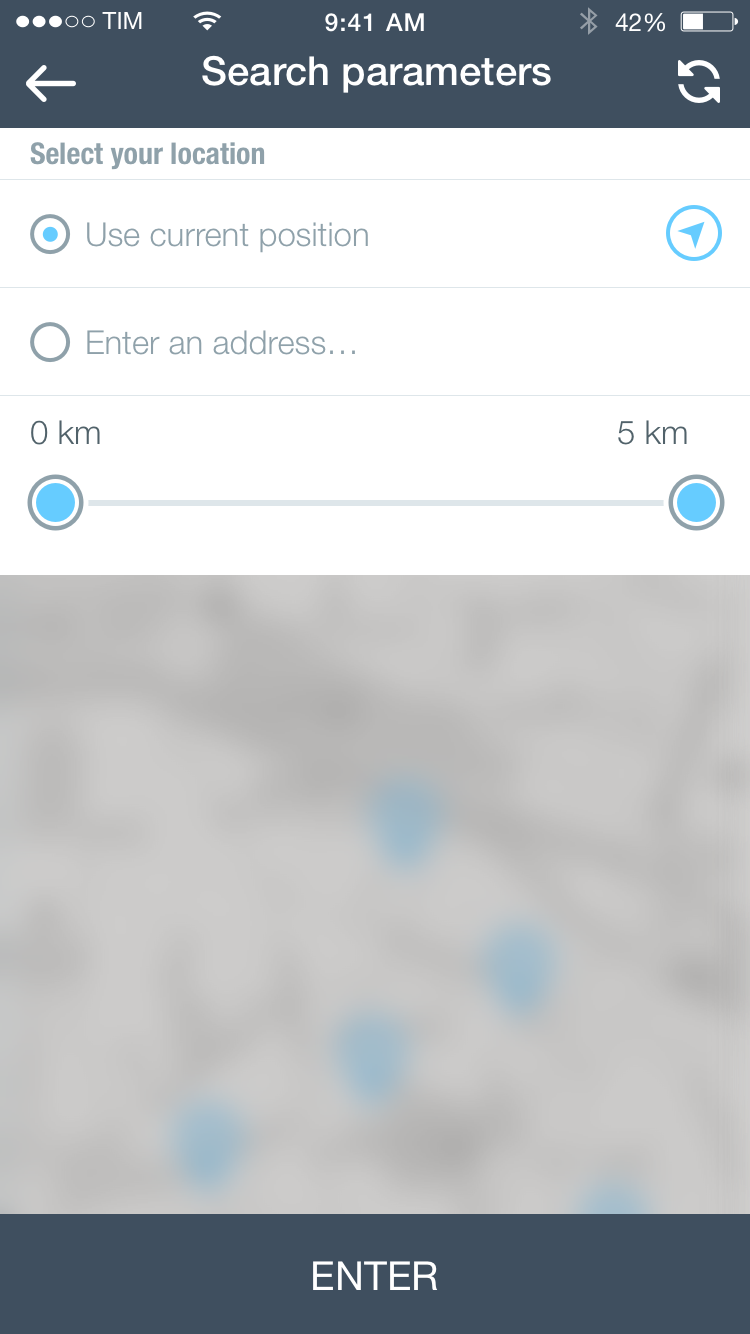 TIM 9:41 AM 42%
Search parameters
Select your location
Use current position
Enter an address...
0 km 5 km
ENTER